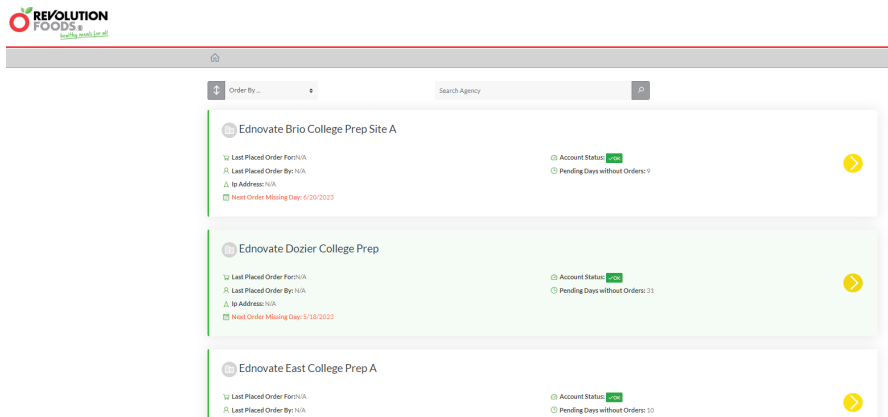 REVOLUTION
FOODS®
healthy meals for all
Order By ...
Search Agency
Ednovate Brio College Prep Site A
Last Placed Order For:N/A
Account Status: ✓OK
Last Placed Order By: N/A
Pending Days without Orders: 9
Ip Address: N/A
Next Order Missing Day: 6/20/2023
Ednovate Dozier College Prep
Last Placed Order For:N/A
Account Status: ✓OK
Last Placed Order By: N/A
Pending Days without Orders: 31
Ip Address: N/A
Next Order Missing Day: 5/18/2023
Ednovate East College Prep A
Last Placed Order For:N/A
Account Status: ✓OK
Last Placed Order By: N/A
Pending Days without Orders: 10